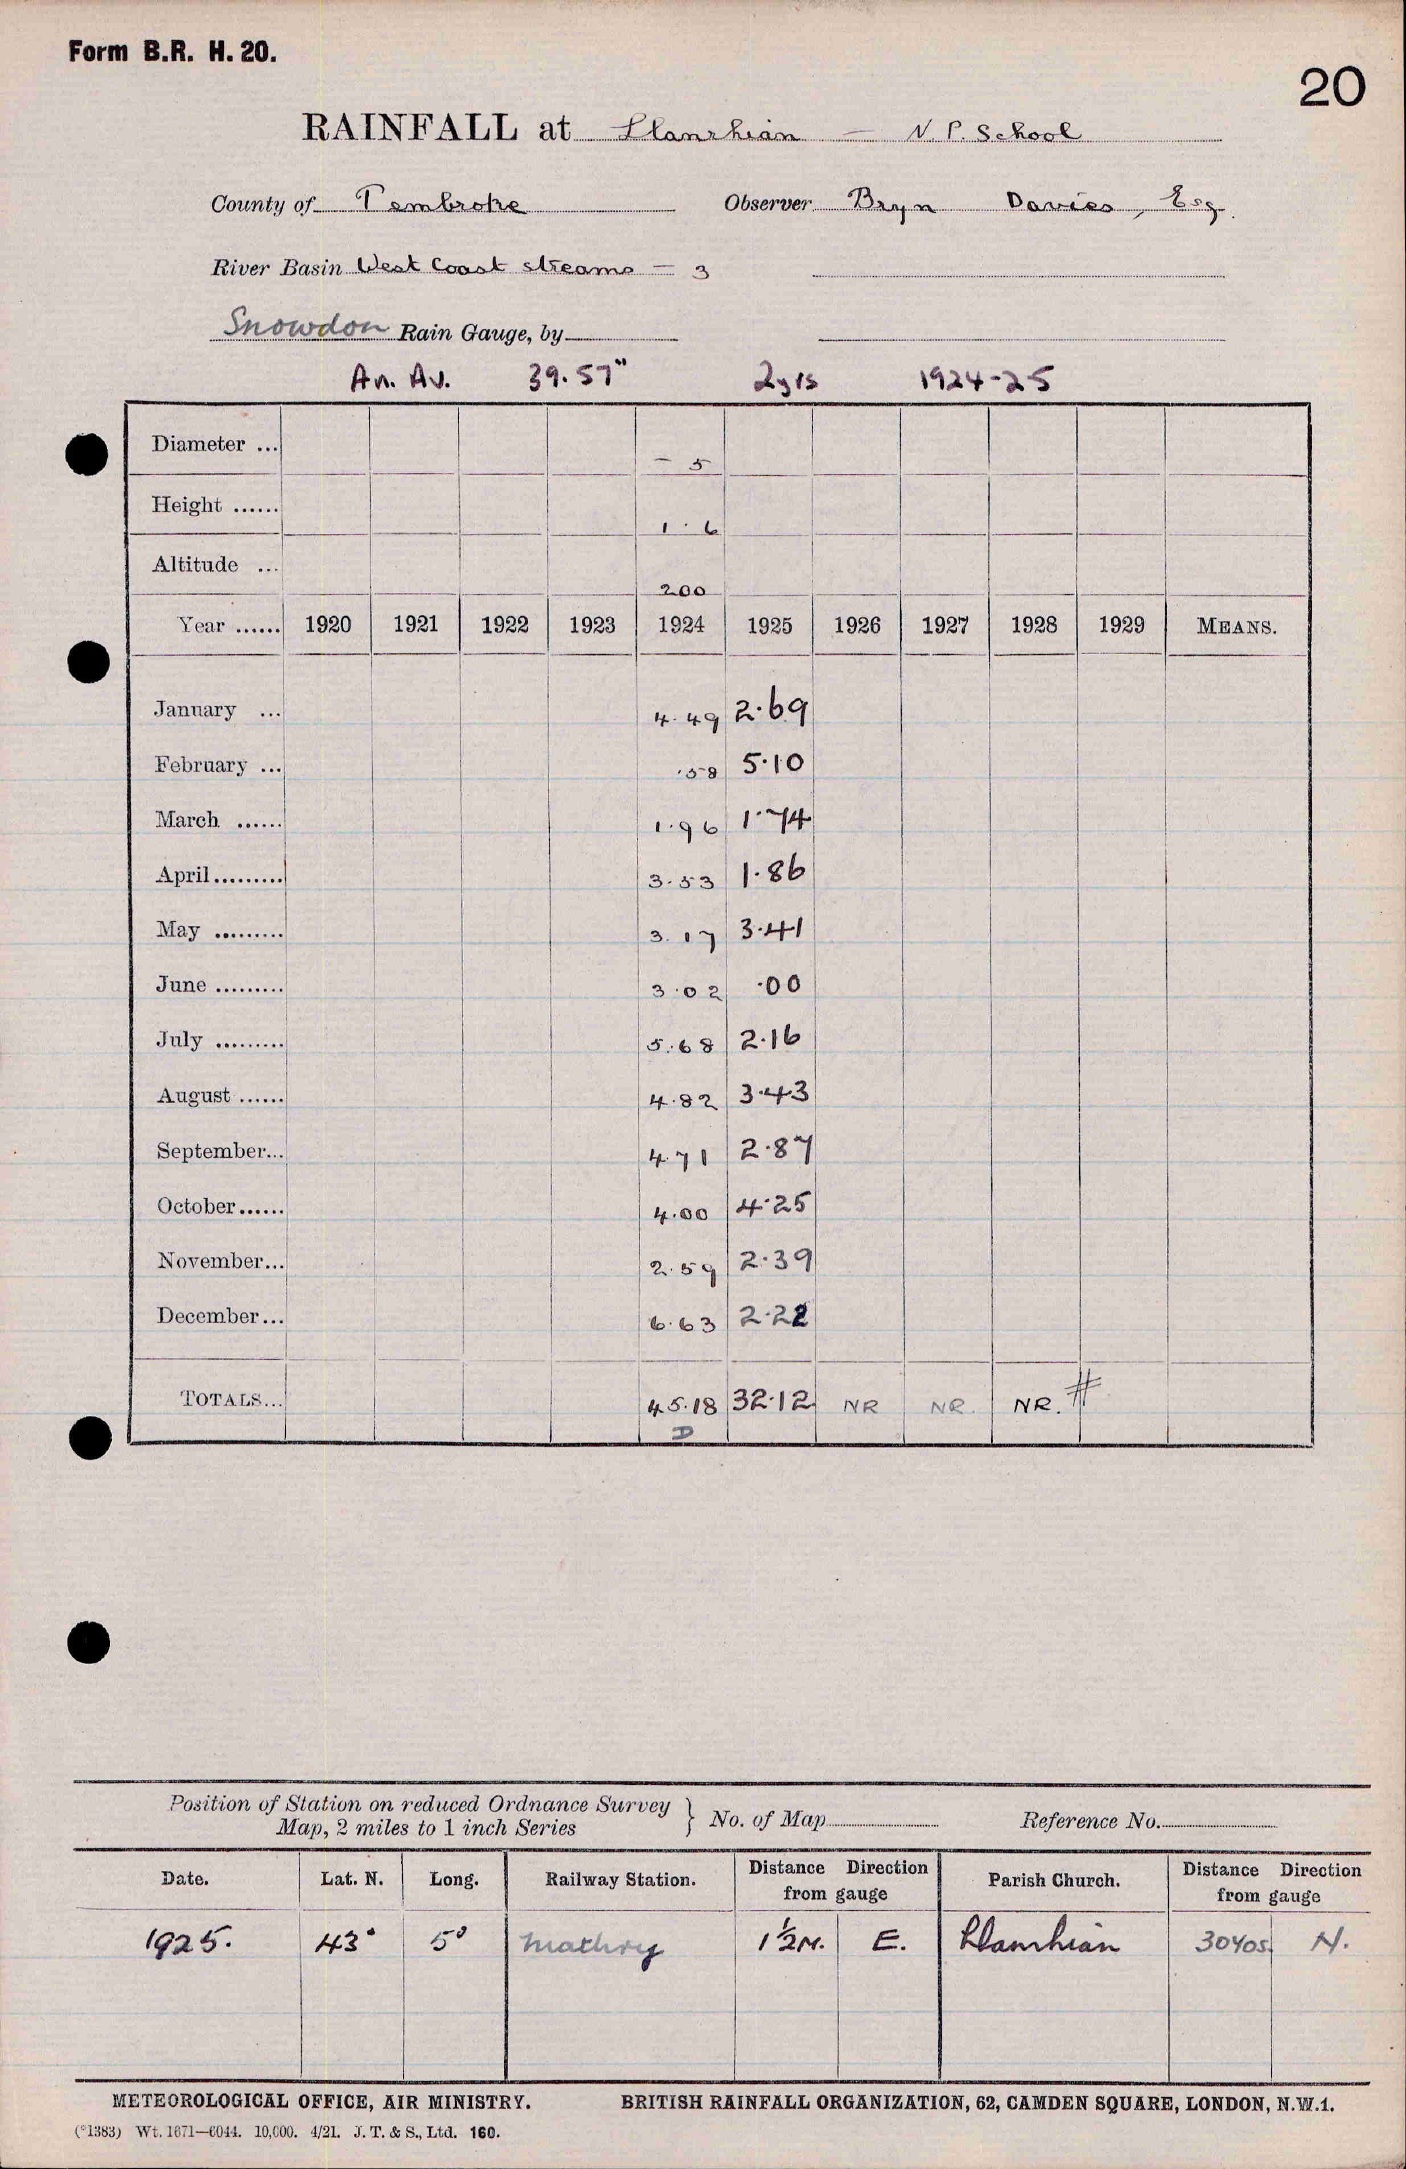 Form B.R. H. 20.
20
RAINFALL at Llanrhian — N.P. School
County of Pembroke Observer Bryn Davies, Esq.
River Basin West Coast streams — 3
Snowdon Rain Gauge, by
An. Av. 39.57" 2yrs 1924-25
Diameter ... – 5
Height ...... 1 · 6
Altitude ... 200
Year ...... 1920 1921 1922 1923 1924 1925 1926 1927 1928 1929 MEANS.
January ... 4.49 2.69
February ... .58 5.10
March ...... 1.96 1.74
April......... 3.53 1.86
May ......... 3.17 3.41
June ......... 3.02 .00
July ......... 5.68 2.16
August ...... 4.82 3.43
September... 4.71 2.87
October...... 4.00 4.25
November... 2.59 2.39
December... 6.63 2.22
TOTALS... 45.18 32.12 NR NR. NR. #
D
Position of Station on reduced Ordnance Survey
Map, 2 miles to 1 inch Series } No. of Map Reference No.
Date. Lat. N. Long. Railway Station. Distance Direction from gauge Parish Church. Distance Direction from gauge
1925. 43° 5° Mathry 1½M. E. Llanrhian 30YDS. N.
METEOROLOGICAL OFFICE, AIR MINISTRY. BRITISH RAINFALL ORGANIZATION, 62, CAMDEN SQUARE, LONDON, N.W.1.
(*1383) Wt. 1671—6044. 10,000. 4/21. J. T. & S., Ltd. 160.